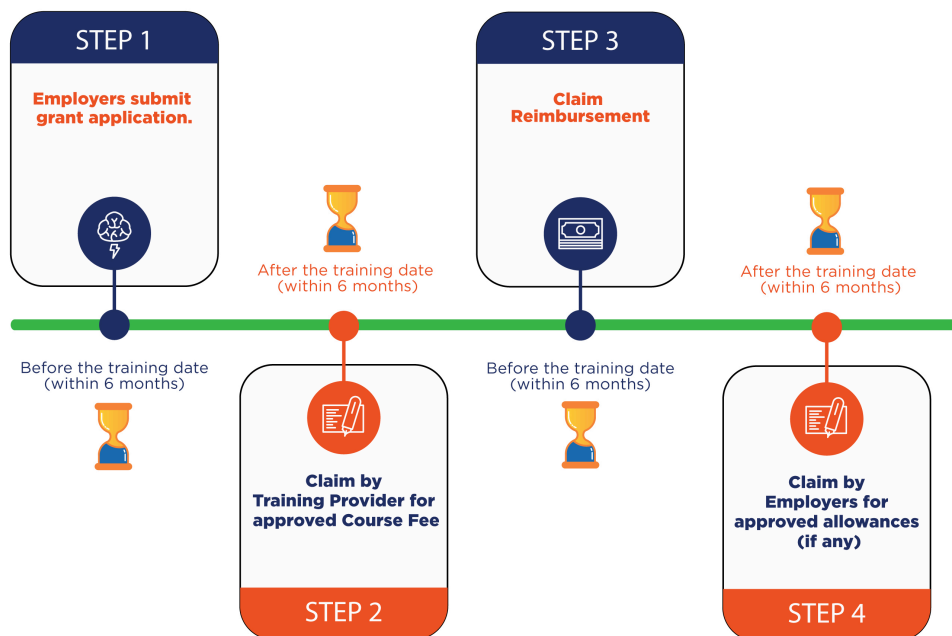 STEP 1
Employers submit
grant application.
Before the training date
(within 6 months)
After the training date
(within 6 months)
Claim by
Training Provider for
approved Course Fee
STEP 2
STEP 3
Claim
Reimbursement
Before the training date
(within 6 months)
After the training date
(within 6 months)
Claim by
Employers for
approved allowances
(if any)
STEP 4